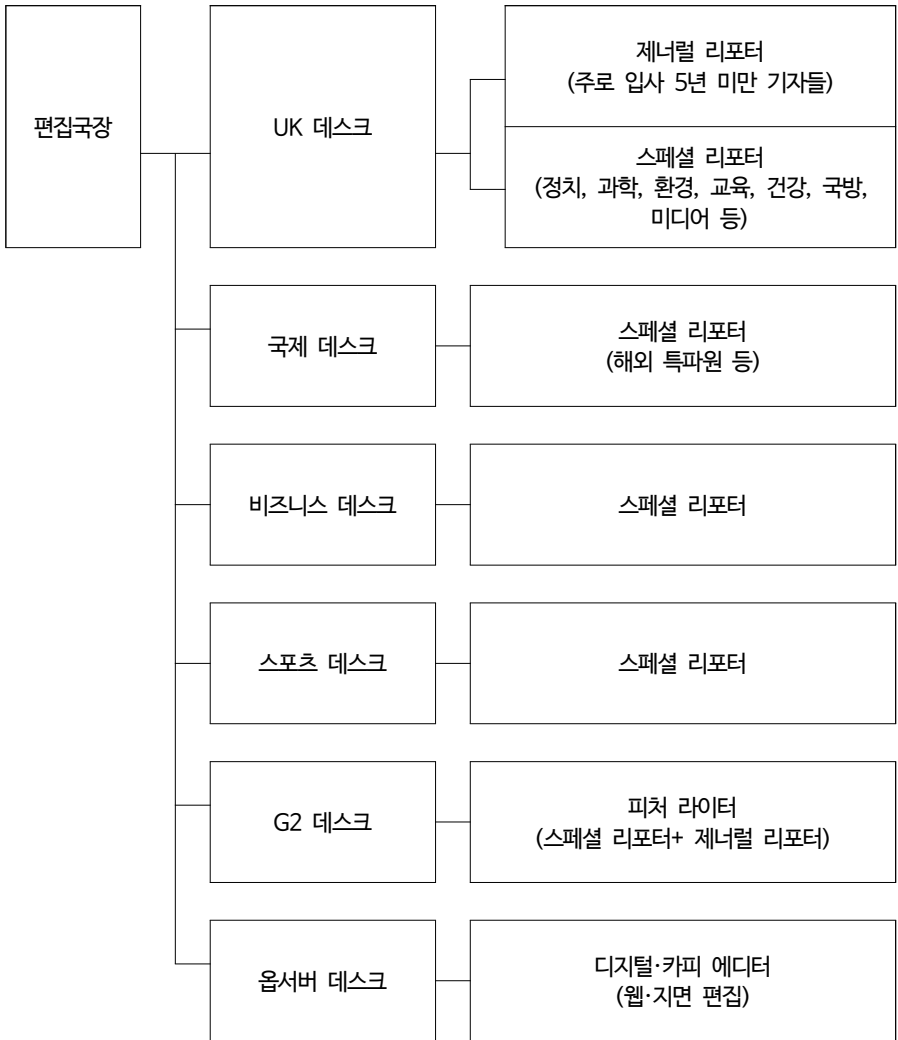 편집국장
UK 데스크
제너럴 리포터
(주로 입사 5년 미만 기자들)
스페셜 리포터
(정치, 과학, 환경, 교육, 건강, 국방,
미디어 등)
국제 데스크
스페셜 리포터
(해외 특파원 등)
비즈니스 데스크
스페셜 리포터
스포츠 데스크
스페셜 리포터
G2 데스크
피처 라이터
(스페셜 리포터+ 제너럴 리포터)
옵서버 데스크
디지털·카피 에디터
(웹·지면 편집)